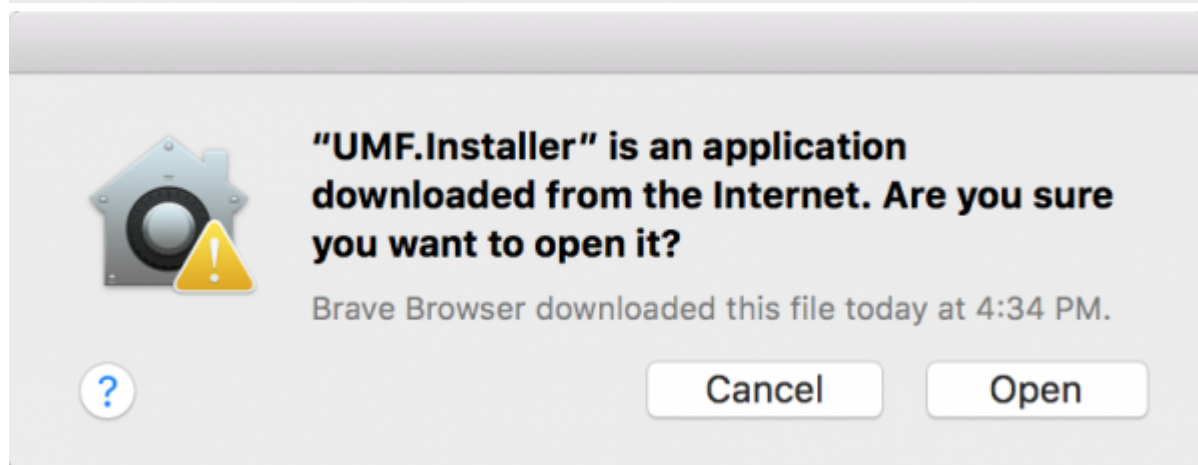 “UMF.Installer” is an application
downloaded from the Internet. Are you sure
you want to open it?
Brave Browser downloaded this file today at 4:34 PM.
?
Cancel
Open